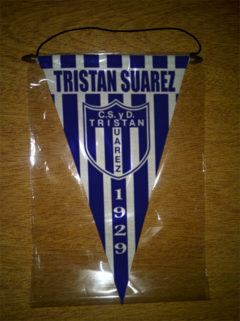 TRISTAN SUAREZ
C.S. y D.
TRISTAN
SUAREZ
1929